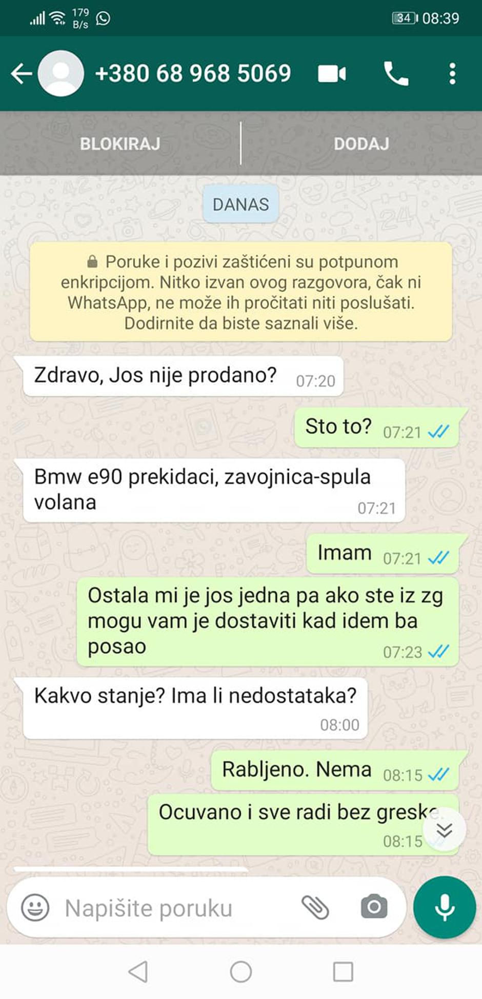 179
B/s
34
08:39
+380 68 968 5069
BLOKIRAJ
DODAJ
DANAS
Poruke i pozivi zaštićeni su potpunom
enkripcijom. Nitko izvan ovog razgovora, čak ni
WhatsApp, ne može ih pročitati niti poslušati.
Dodirnite da biste saznali više.
Zdravo, Jos nije prodano? 07:20
Sto to? 07:21
Bmw e90 prekidaci, zavojnica-spula
volana
07:21
Imam 07:21
Ostala mi je jos jedna pa ako ste iz zg
mogu vam je dostaviti kad idem ba
posao 07:23
Kakvo stanje? Ima li nedostataka?
08:00
Rabljeno. Nema 08:15
Ocuvano i sve radi bez greske.
08:15
Napišite poruku